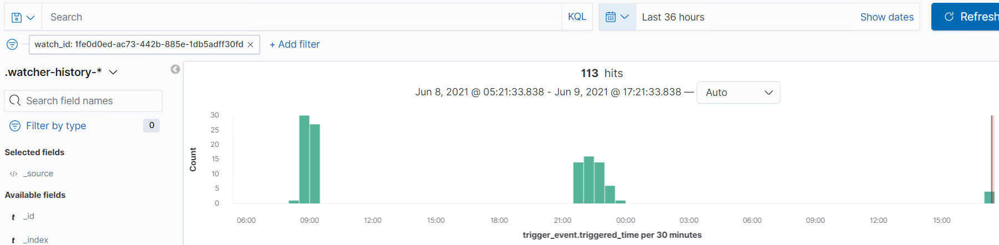 Search KQL Last 36 hours Show dates Refresh
watch_id: 1fe0d0ed-ac73-442b-885e-1db5adff30fd × + Add filter
.watcher-history-*
113 hits
Jun 8, 2021 @ 05:21:33.838 - Jun 9, 2021 @ 17:21:33.838 — Auto
Search field names
Filter by type 0
Selected fields
</> _source
Available fields
t _id
t _index
Count
30
25
20
15
10
5
0
06:00 09:00 12:00 15:00 18:00 21:00 00:00 03:00 06:00 09:00 12:00 15:00
trigger_event.triggered_time per 30 minutes